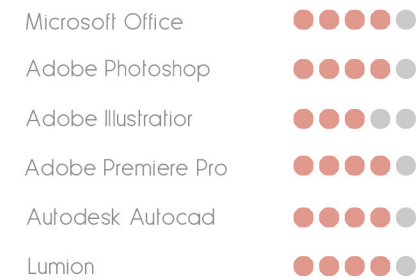 Microsoft Office
Adobe Photoshop
Adobe Illustratior
Adobe Premiere Pro
Autodesk Autocad
Lumion